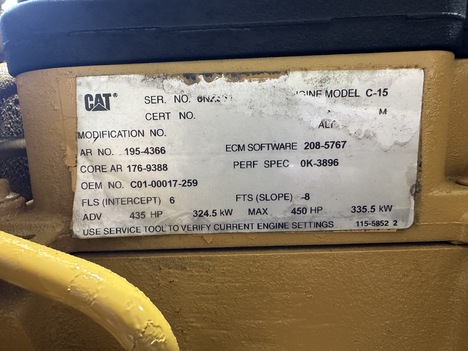 CAT® SER. NO. ENGINE MODEL C-15
CERT NO. M
MODIFICATION NO.
AR NO. 195-4366 ECM SOFTWARE 208-5767
CORE AR 176-9388 PERF SPEC 0K-3896
OEM NO. C01-00017-259
FLS (INTERCEPT) 6 FTS (SLOPE) -8
ADV 435 HP 324.5 kW MAX 450 HP 335.5 kW
USE SERVICE TOOL TO VERIFY CURRENT ENGINE SETTINGS 115-5852 2